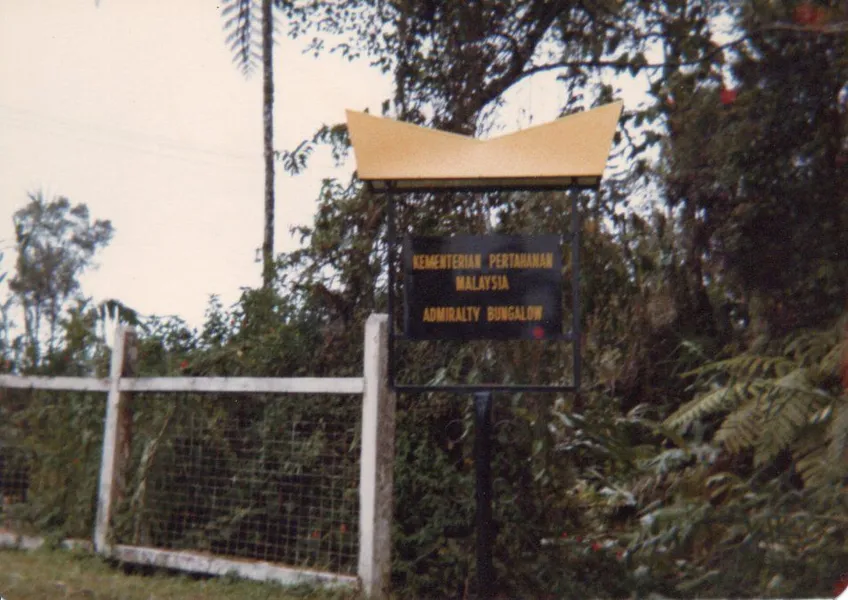 KEMENTERIAN PERTAHANAN
MALAYSIA
ADMIRALTY BUNGALOW